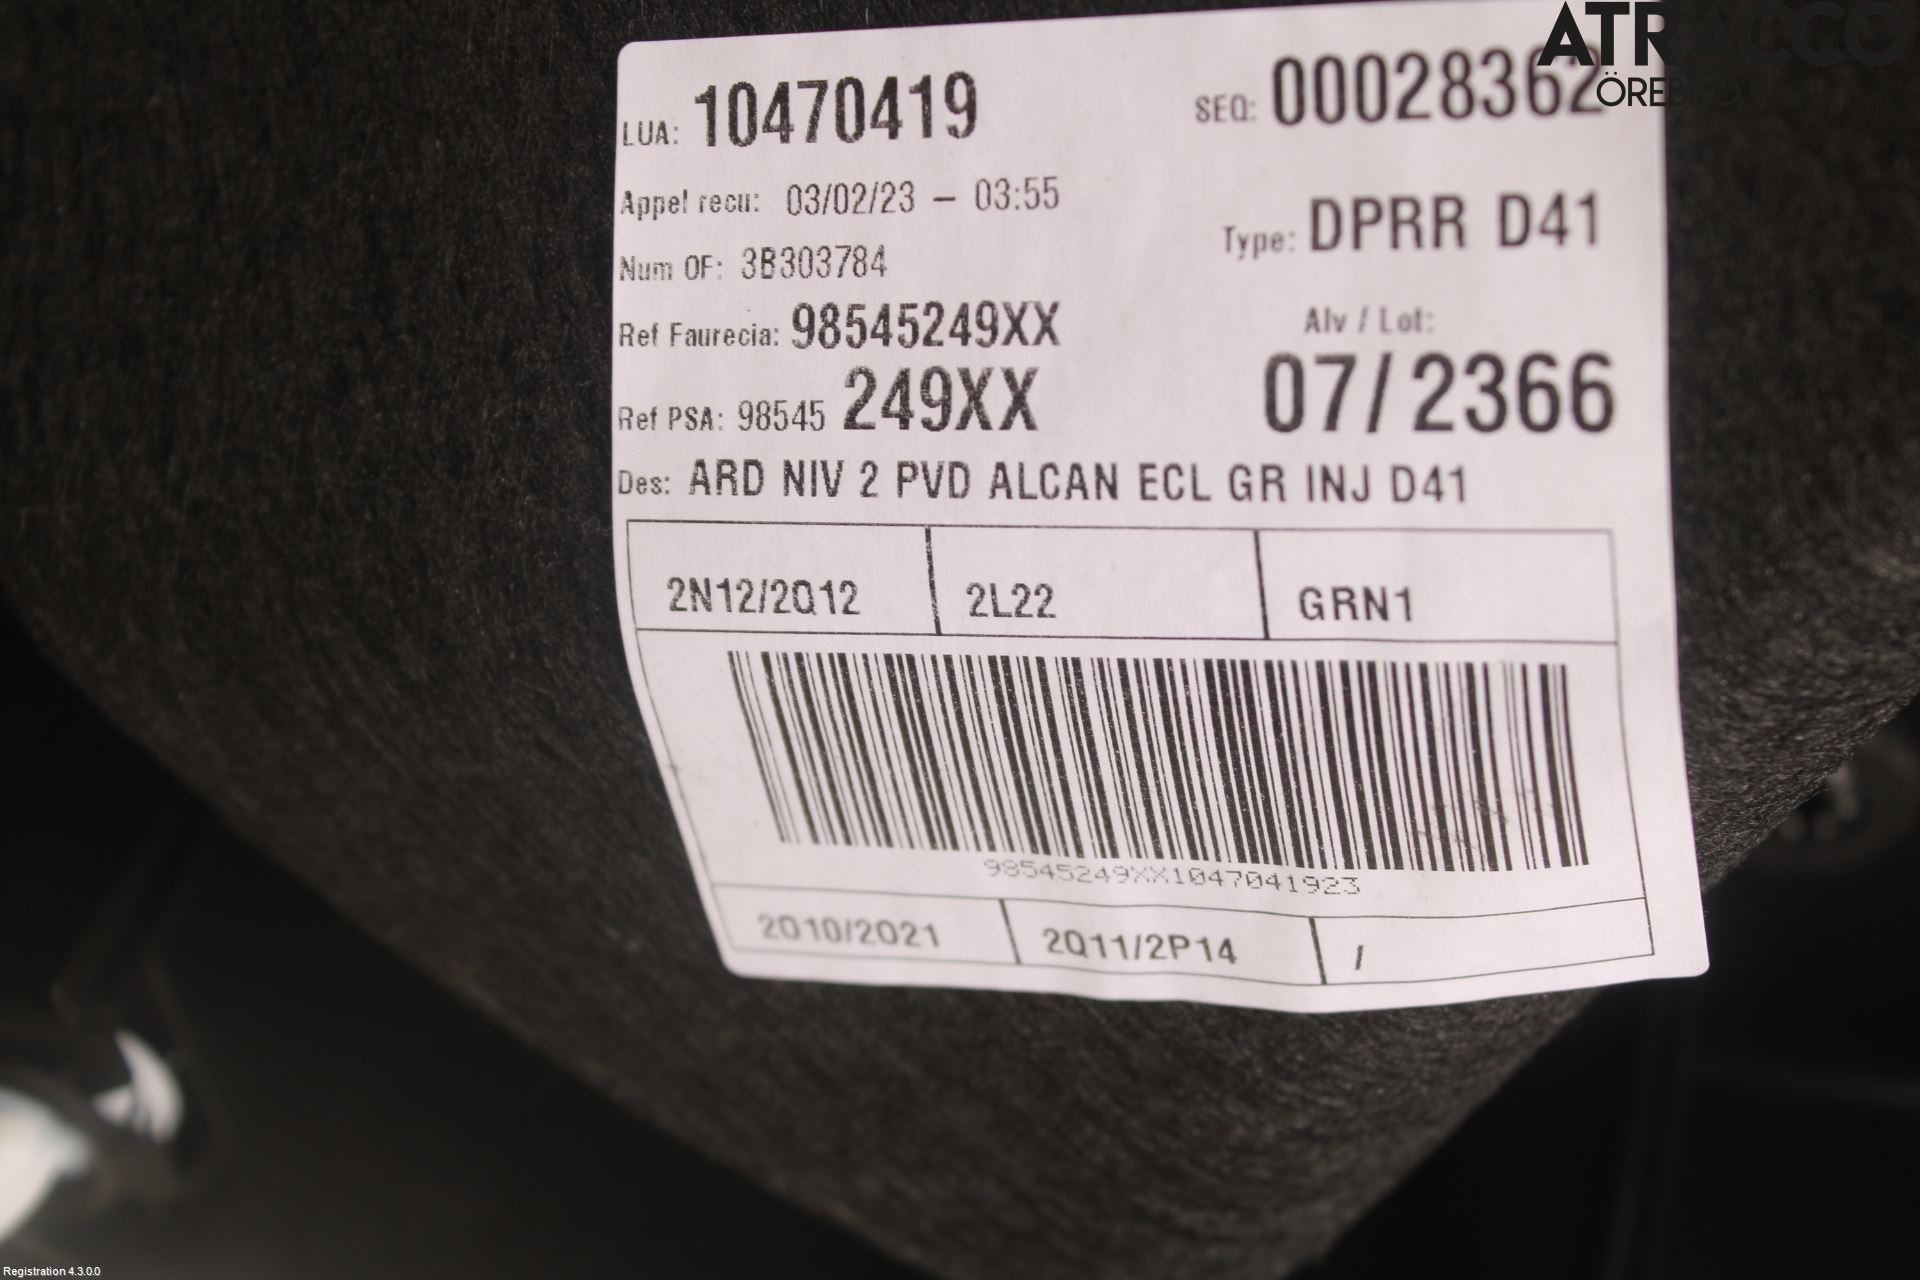 ATRACCO
ÖREBRO
LUA: 10470419
SEQ: 00028362
Appel recu: 03/02/23 - 03:55
Type: DPRR D41
Num OF: 3B303784
Ref Faurecia: 98545249XX
Alv / Lot:
Ref PSA: 98545 249XX
07/2366
Des: ARD NIV 2 PVD ALCAN ECL GR INJ D41
2N12/2Q12
2L22
GRN1
98545249XX1047041923
2O10/2O21
2Q11/2P14
/
Registration 4.3.0.0